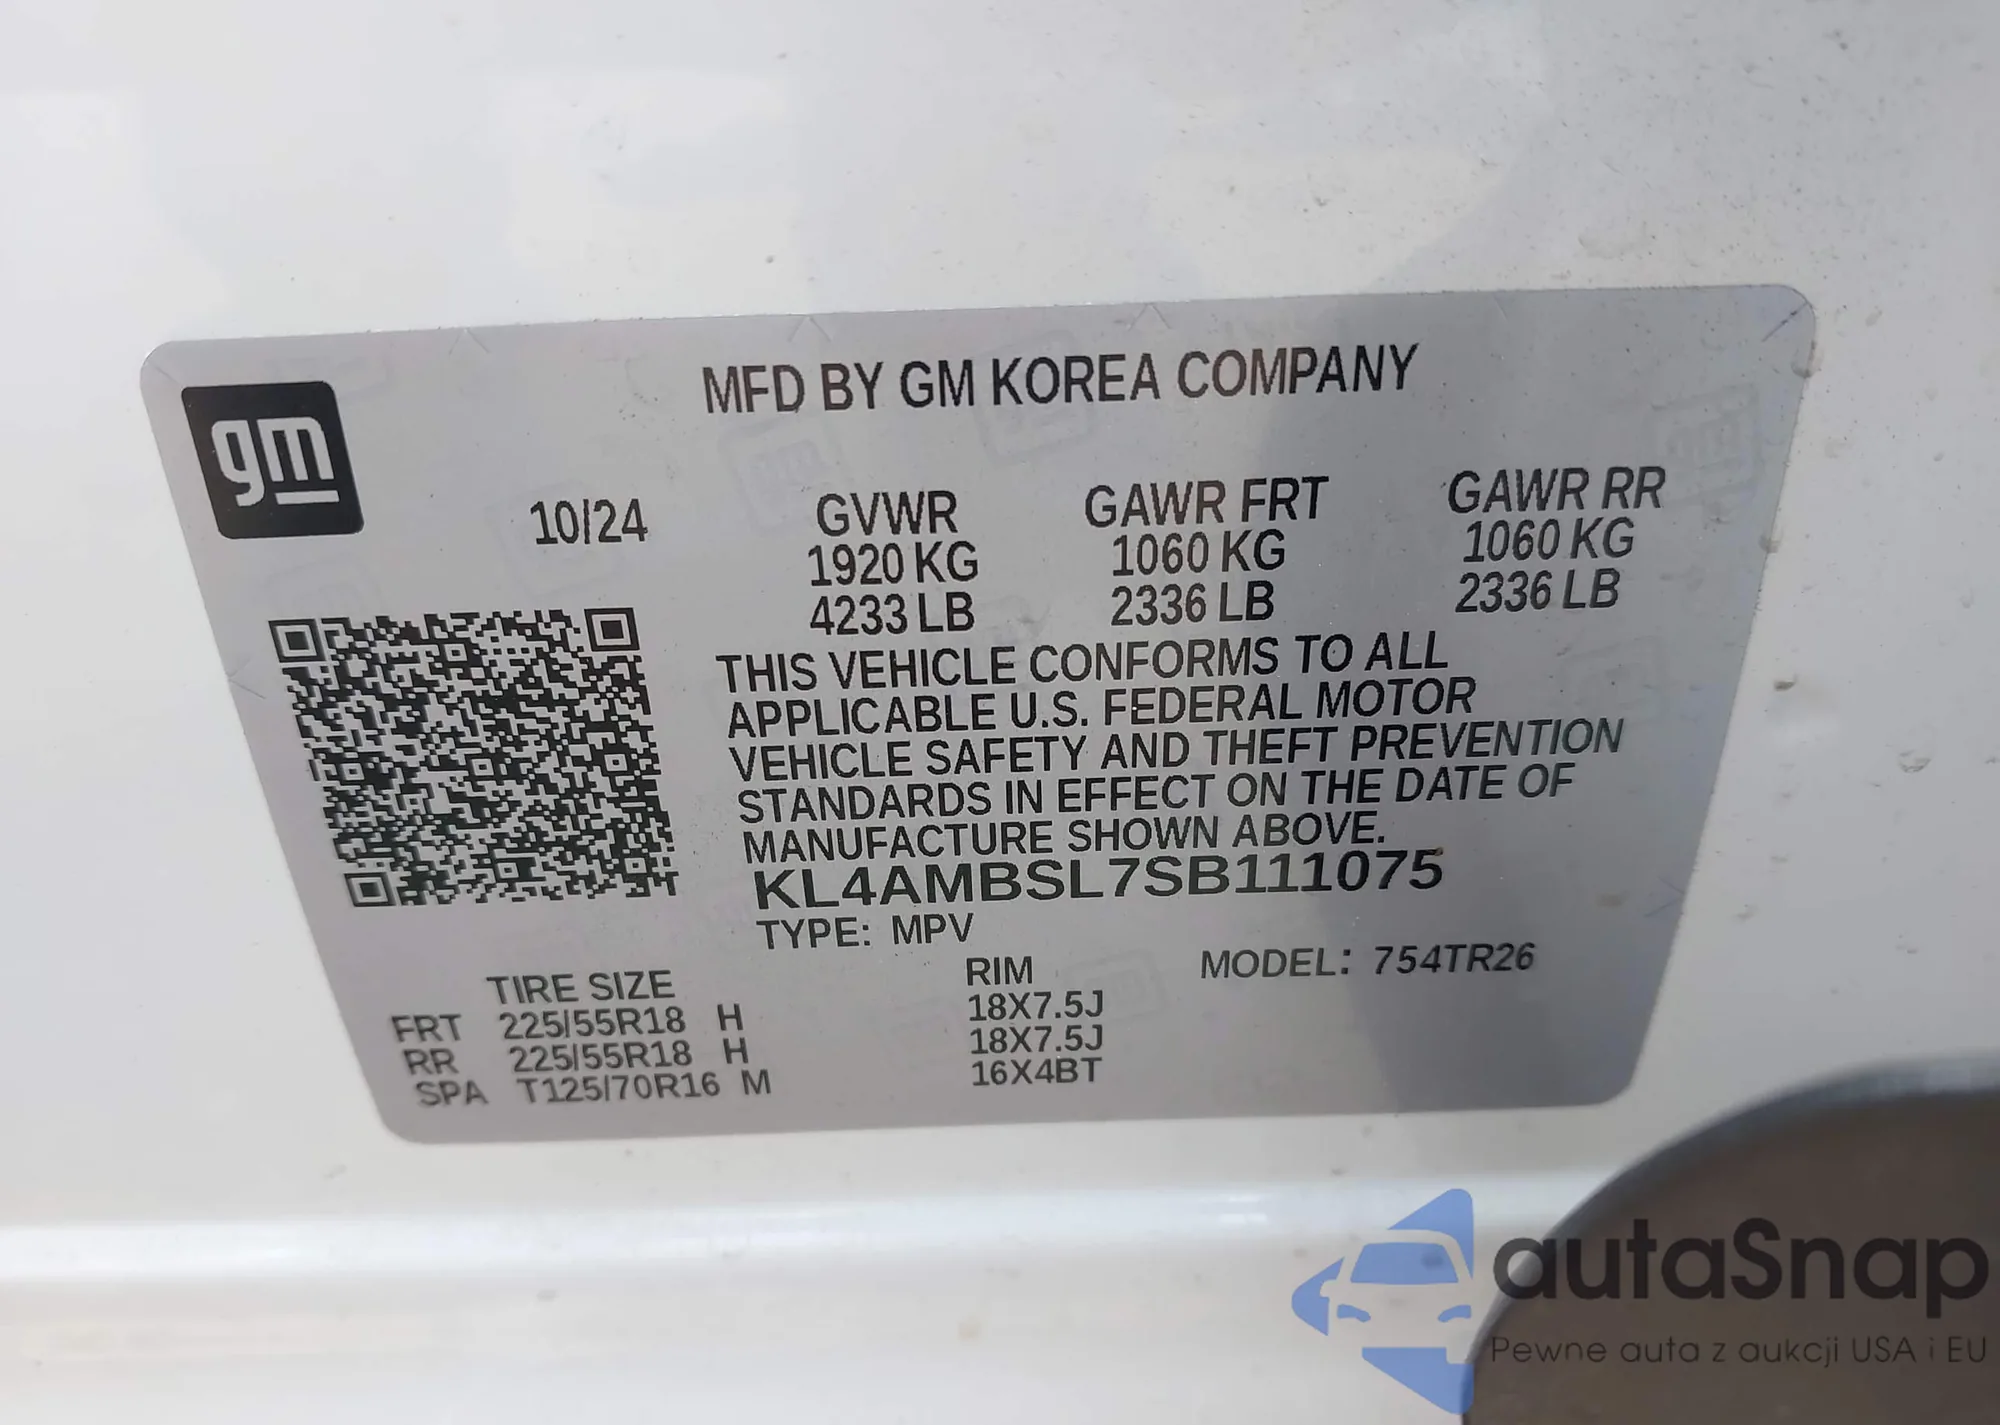 gm
MFD BY GM KOREA COMPANY
10/24 GVWR GAWR FRT GAWR RR
1920 KG 1060 KG 1060 KG
4233 LB 2336 LB 2336 LB
THIS VEHICLE CONFORMS TO ALL
APPLICABLE U.S. FEDERAL MOTOR
VEHICLE SAFETY AND THEFT PREVENTION
STANDARDS IN EFFECT ON THE DATE OF
MANUFACTURE SHOWN ABOVE.
KL4AMBSL7SB111075
TYPE: MPV
TIRE SIZE RIM MODEL: 754TR26
FRT 225/55R18 H 18X7.5J
RR 225/55R18 H 18X7.5J
SPA T125/70R16 M 16X4BT
autaSnap
Pewne auta z aukcji USA i EU